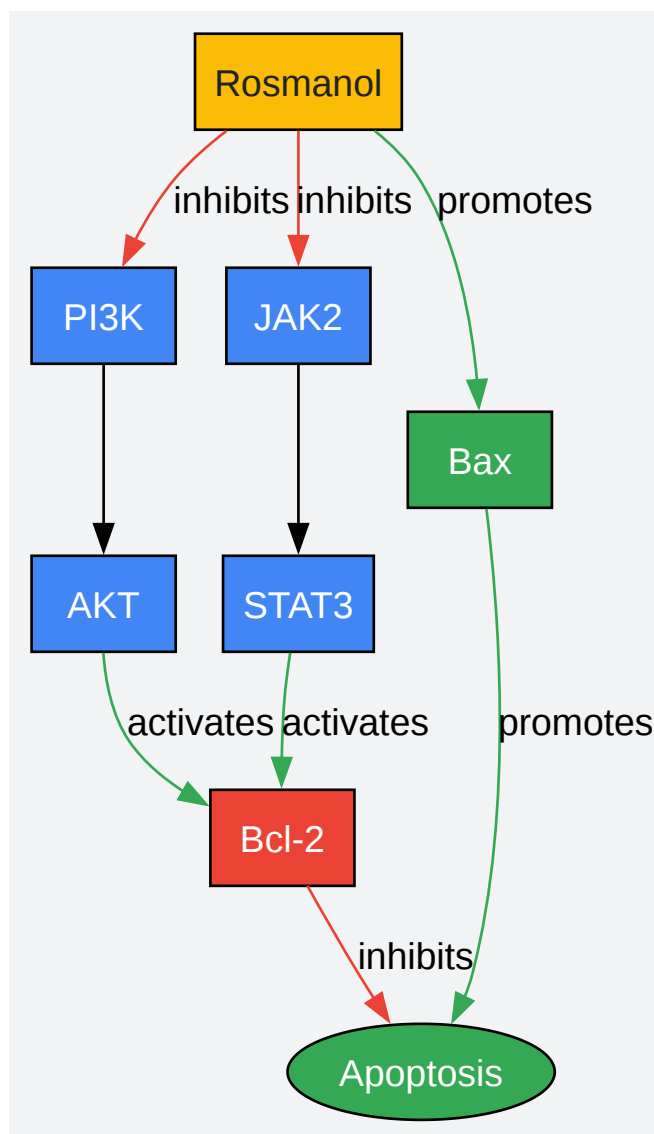 Rosmanol
inhibits inhibits promotes
PI3K JAK2
Bax
AKT STAT3
activates activates promotes
Bcl-2
inhibits
Apoptosis